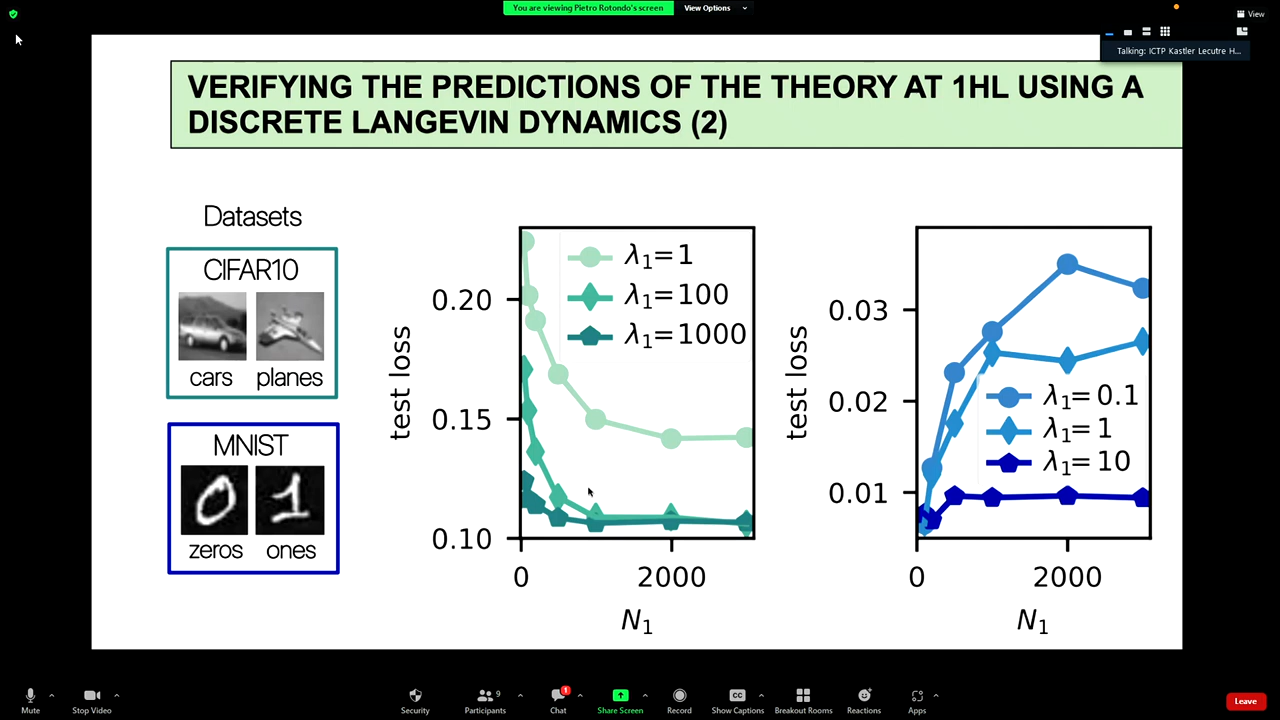 You are viewing Pietro Rotondo's screen
View Options
View
Talking: ICTP Kastler Lecutre H...
VERIFYING THE PREDICTIONS OF THE THEORY AT 1HL USING A
DISCRETE LANGEVIN DYNAMICS (2)
Datasets
CIFAR10
cars planes
MNIST
zeros ones
test loss
0.20
0.15
0.10
0 2000
N₁
λ₁= 1
λ₁= 100
λ₁= 1000
test loss
0.03
0.02
0.01
0 2000
N₁
λ₁= 0.1
λ₁= 1
λ₁= 10
Mute
Stop Video
Security
Participants 9
Chat 1
Share Screen
Record
CC
Show Captions
Breakout Rooms
Reactions
Apps
Leave